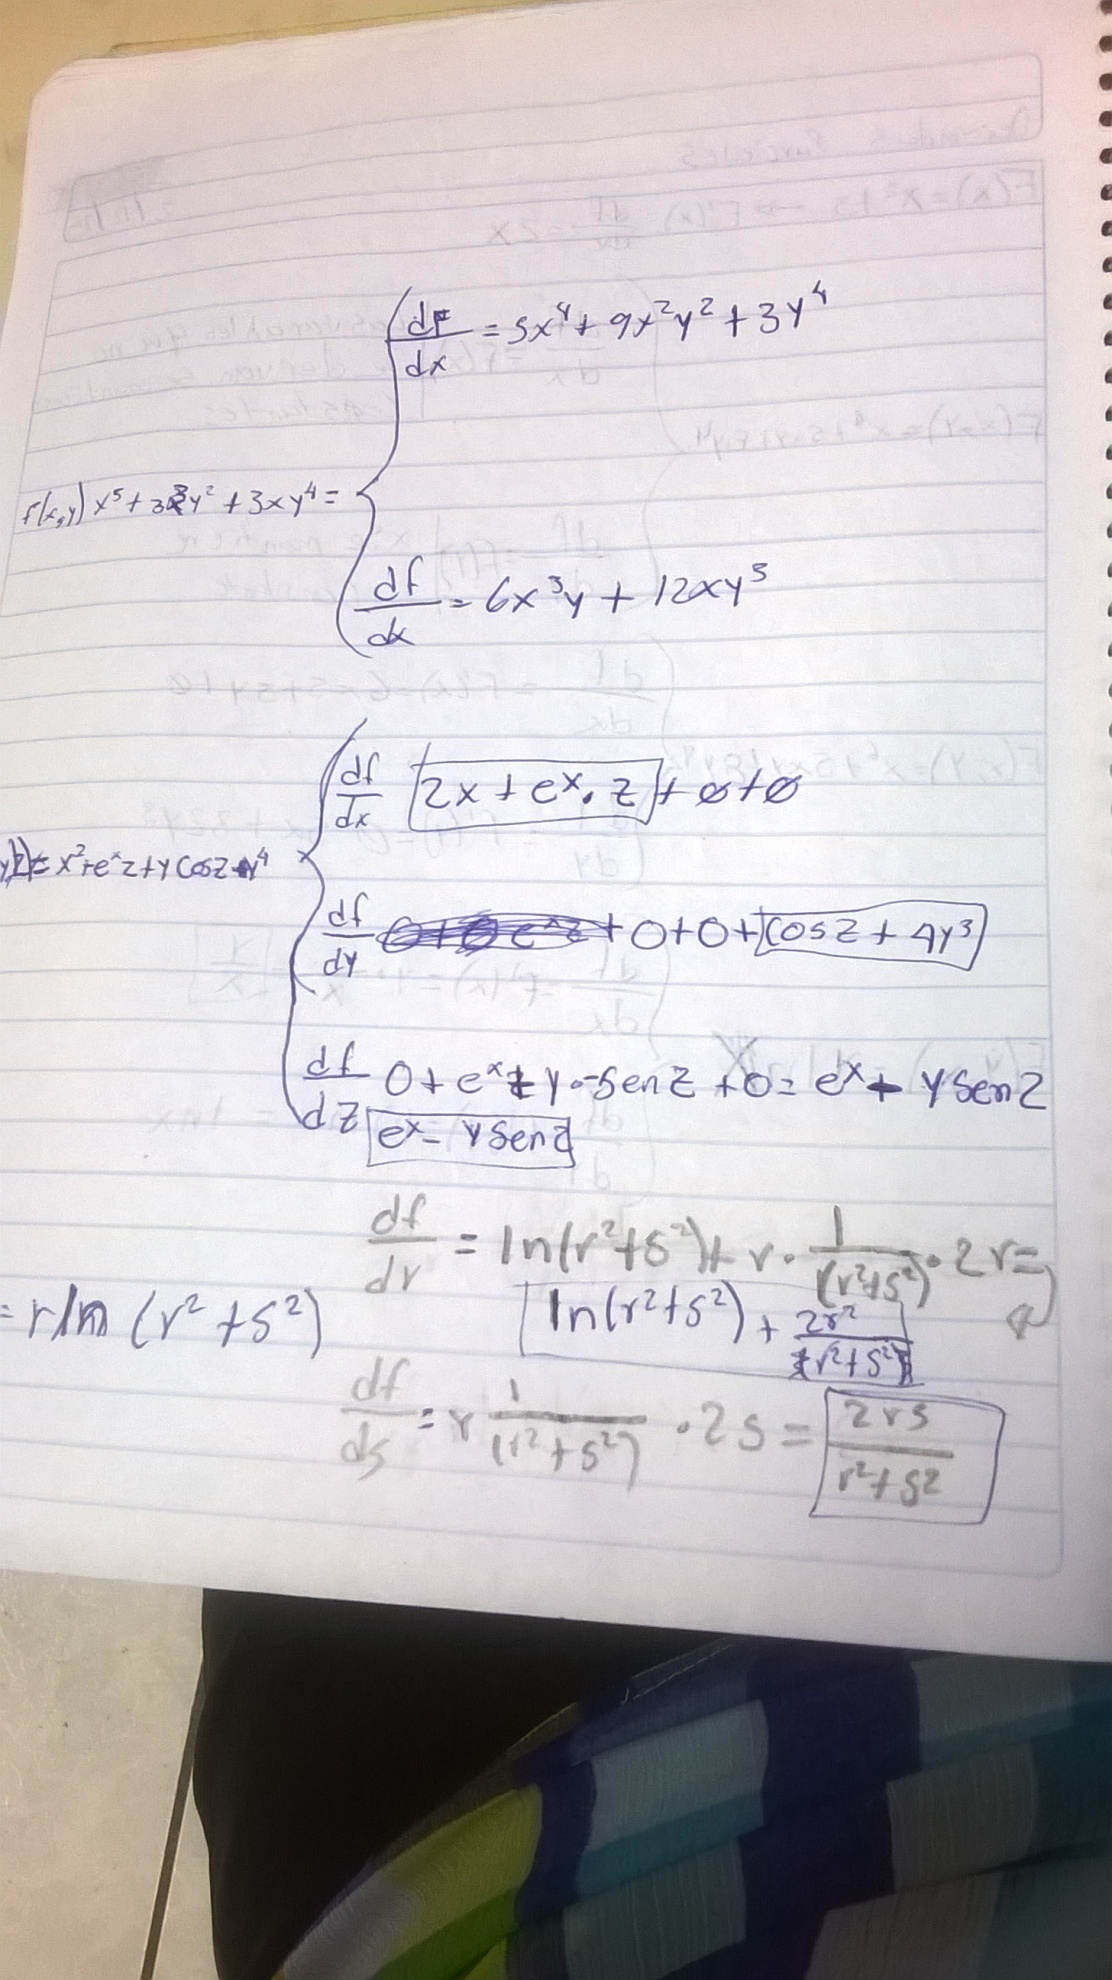 dF/dx = 5x⁴ + 9x²y² + 3y⁴
f(x,y) x⁵ + 3x³y² + 3xy⁴ =
df/dx = 6x³y + 12xy³
df/dx 2x + eˣ · z + 0 + 0
y,z) = x² + eˣz + y cos z + y⁴
df/dy + 0 + 0 + cos z + 4y³
df/dz 0 + eˣ + y · -sen z + 0 = eˣ - y sen z
eˣ - y sen z
df/dr = ln(r² + s²) + r · 1/(r² + s²) · 2r =
= r ln (r² + s²)
ln(r² + s²) + 2r²/(r² + s²)
df/ds = r 1/(r² + s²) · 2s = 2rs/r² + s²